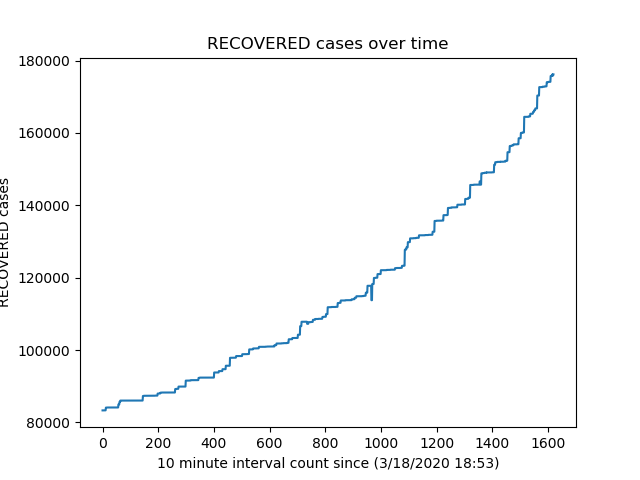 RECOVERED cases over time
180000
160000
140000
120000
100000
80000
RECOVERED cases
0 200 400 600 800 1000 1200 1400 1600
10 minute interval count since (3/18/2020 18:53)